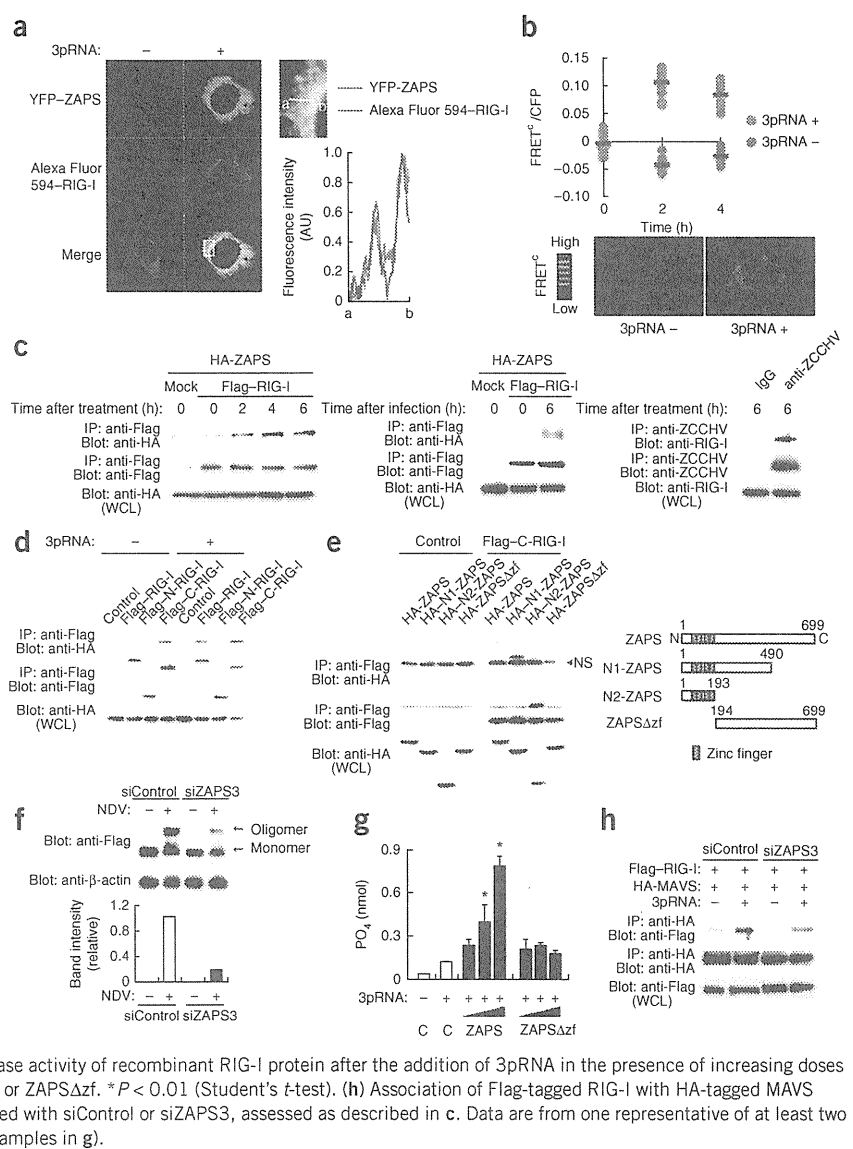 a
3pRNA: – +
YFP–ZAPS
Alexa Fluor
594–RIG-I
Merge
a b
YFP-ZAPS
Alexa Fluor 594–RIG-I
Fluorescence intensity
(AU)
1.0
0.8
0.6
0.4
0.2
0
a b
b
FRETᶜ/CFP
0.15
0.10
0.05
0
–0.05
–0.10
0 2 4
Time (h)
3pRNA +
3pRNA –
High
FRETᶜ
Low
3pRNA – 3pRNA +
c
HA-ZAPS
Mock Flag–RIG-I
Time after treatment (h): 0 0 2 4 6
IP: anti-Flag
Blot: anti-HA
IP: anti-Flag
Blot: anti-Flag
Blot: anti-HA
(WCL)
HA-ZAPS
Mock Flag–RIG-I
Time after infection (h): 0 0 6
IP: anti-Flag
Blot: anti-HA
IP: anti-Flag
Blot: anti-Flag
Blot: anti-HA
(WCL)
IgG anti-ZCCHV
Time after treatment (h): 6 6
IP: anti-ZCCHV
Blot: anti-RIG-I
IP: anti-ZCCHV
Blot: anti-ZCCHV
Blot: anti-RIG-I
(WCL)
d
3pRNA: – +
Control Flag–RIG-I Flag–N-RIG-I Flag–C-RIG-I Control Flag–RIG-I Flag–N-RIG-I Flag–C-RIG-I
IP: anti-Flag
Blot: anti-HA
IP: anti-Flag
Blot: anti-Flag
Blot: anti-HA
(WCL)
e
Control Flag–C-RIG-I
HA-ZAPS HA–N1-ZAPS HA–N2-ZAPS HA-ZAPSΔzf HA-ZAPS HA–N1-ZAPS HA–N2-ZAPS HA-ZAPSΔzf
IP: anti-Flag
Blot: anti-HA
NS
IP: anti-Flag
Blot: anti-Flag
Blot: anti-HA
(WCL)
1 699
ZAPS N C
1 490
N1-ZAPS
1 193
N2-ZAPS
194 699
ZAPSΔzf
Zinc finger
f
siControl siZAPS3
NDV: – + – +
Blot: anti-Flag
← Oligomer
← Monomer
Blot: anti-β-actin
Band intensity
(relative)
1.2
0.8
0.4
0
NDV: – + – +
siControl siZAPS3
g
PO₄ (nmol)
0.9
0.6
0.3
0
* *
3pRNA: – + + + + + + +
C C ZAPS ZAPSΔzf
h
siControl siZAPS3
Flag–RIG-I: + + + +
HA-MAVS: + + + +
3pRNA: – + – +
IP: anti-HA
Blot: anti-Flag
IP: anti-HA
Blot: anti-HA
Blot: anti-Flag
(WCL)
ase activity of recombinant RIG-I protein after the addition of 3pRNA in the presence of increasing doses
or ZAPSΔzf. *P < 0.01 (Student's t-test). (h) Association of Flag-tagged RIG-I with HA-tagged MAVS
ed with siControl or siZAPS3, assessed as described in c. Data are from one representative of at least two
amples in g).